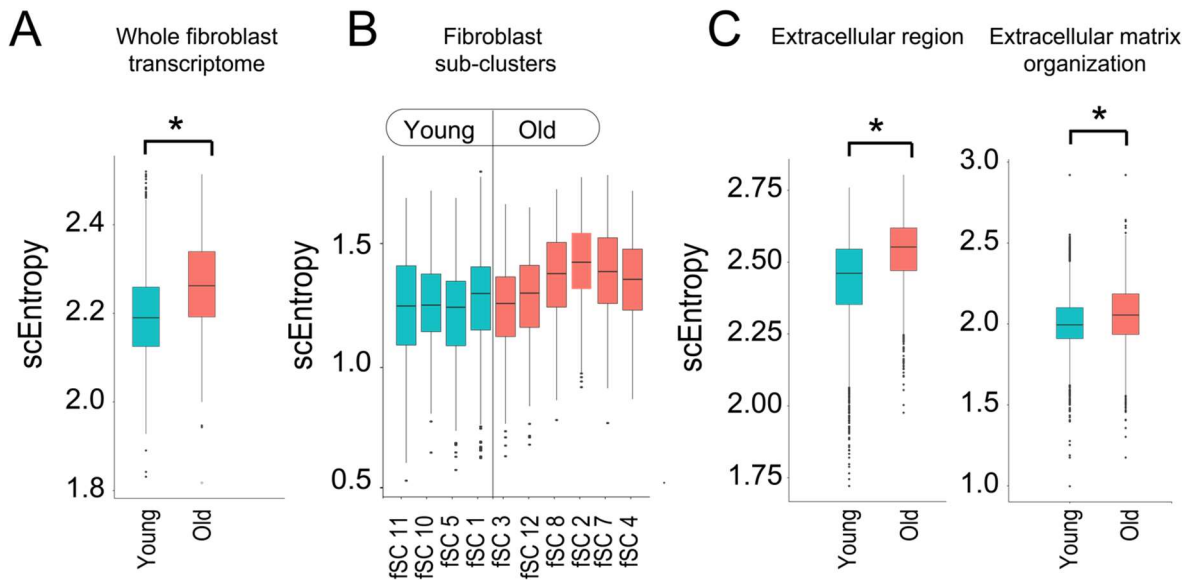 A
Whole fibroblast
transcriptome
*
scEntropy
2.4
2.2
2.0
1.8
Young
Old
B
Fibroblast
sub-clusters
Young
Old
scEntropy
1.5
1.0
0.5
fSC 11
fSC 10
fSC 5
fSC 1
fSC 3
fSC 12
fSC 8
fSC 2
fSC 7
fSC 4
C
Extracellular region
*
scEntropy
2.75
2.50
2.25
2.00
1.75
Young
Old
Extracellular matrix
organization
*
3.0
2.5
2.0
1.5
1.0
Young
Old